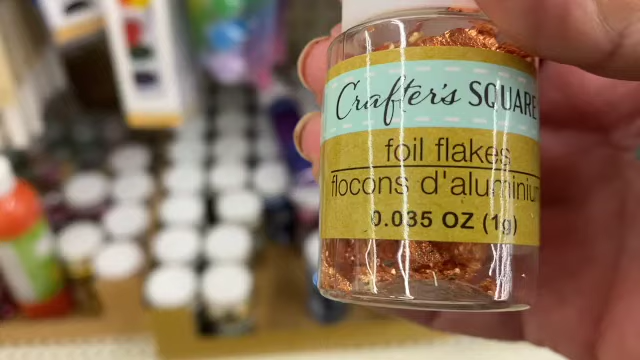 Crafter's SQUARE
foil flakes
flocons d'aluminium
0.035 OZ (1g)